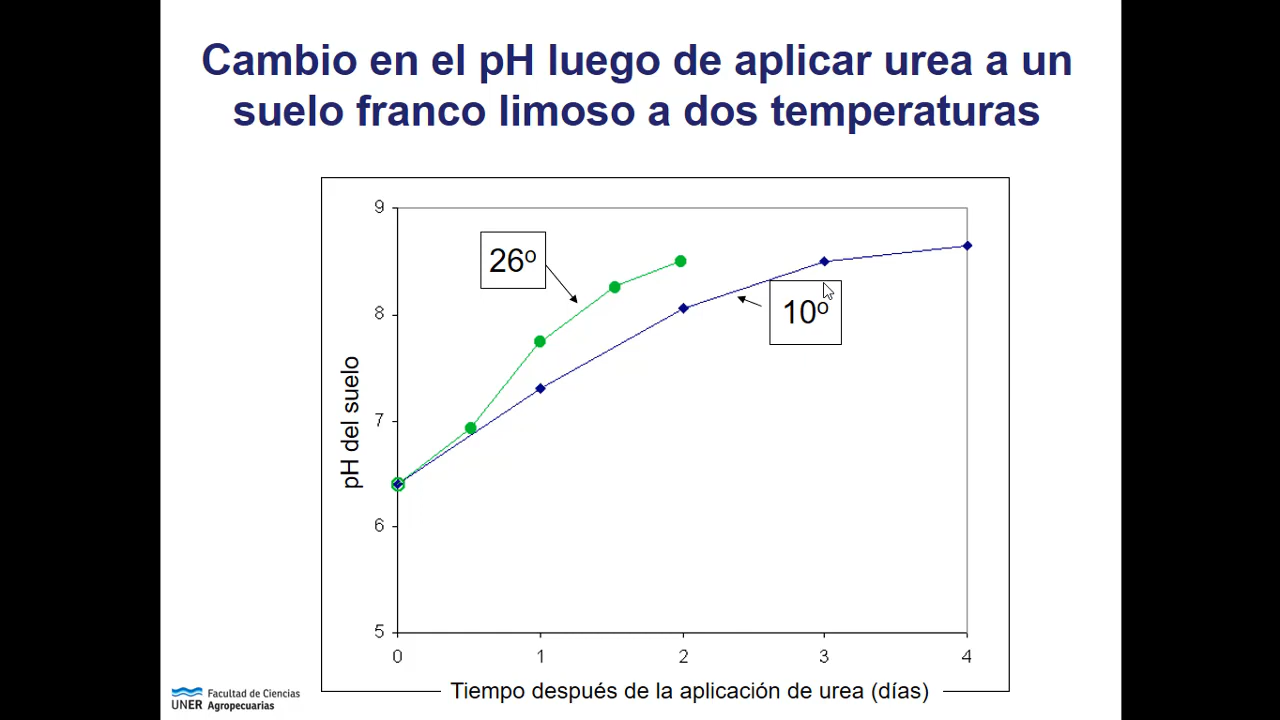 Cambio en el pH luego de aplicar urea a un
suelo franco limoso a dos temperaturas
9
8
7
6
5
pH del suelo
26º
10º
0 1 2 3 4
Tiempo después de la aplicación de urea (días)
UNER
Facultad de Ciencias
Agropecuarias